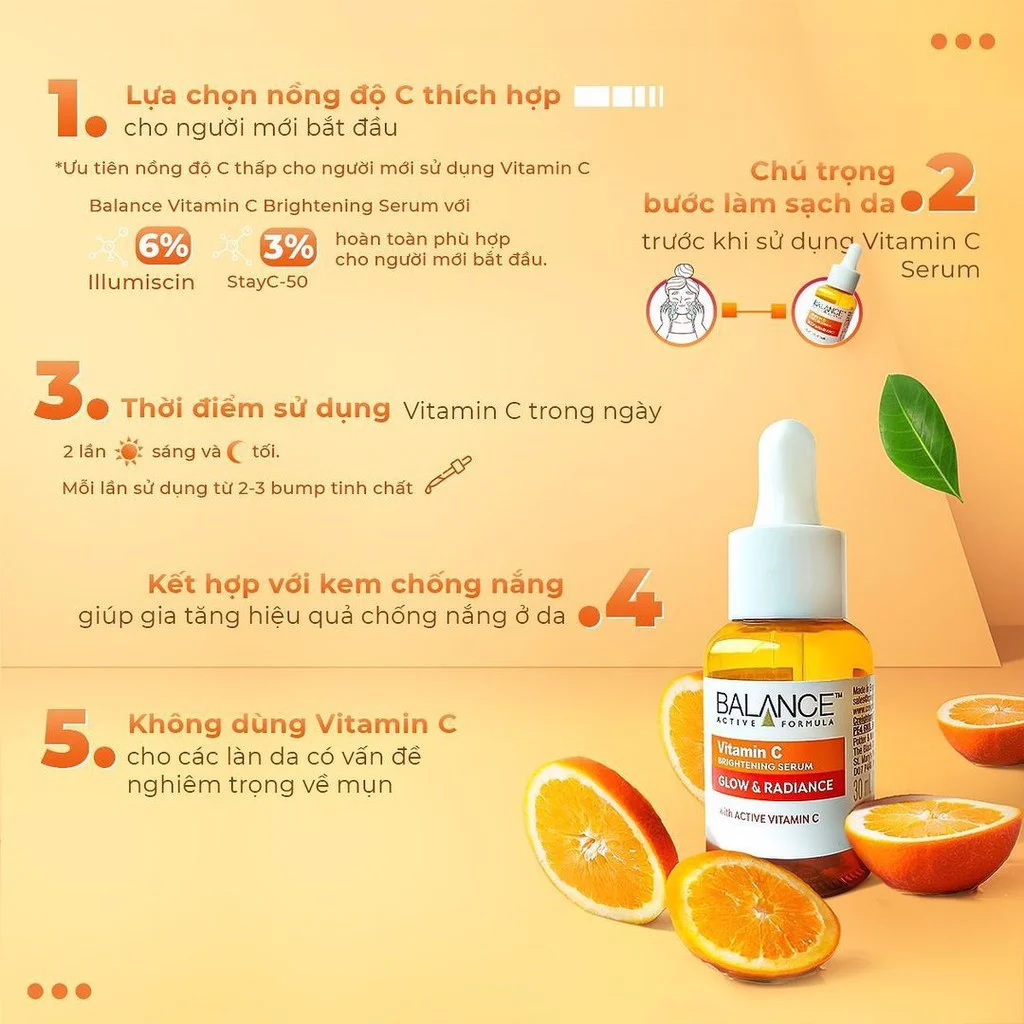 1.
Lựa chọn nồng độ C thích hợp
cho người mới bắt đầu
*Ưu tiên nồng độ C thấp cho người mới sử dụng Vitamin C
Balance Vitamin C Brightening Serum với
6%
Illumiscin
3%
StayC-50
hoàn toàn phù hợp
cho người mới bắt đầu.
.2
Chú trọng
bước làm sạch da
trước khi sử dụng Vitamin C
Serum
BALANCE
3.
Thời điểm sử dụng Vitamin C trong ngày
2 lần sáng và tối.
Mỗi lần sử dụng từ 2-3 bump tinh chất
.4
Kết hợp với kem chống nắng
giúp gia tăng hiệu quả chống nắng ở da
5.
Không dùng Vitamin C
cho các làn da có vấn đề
nghiêm trọng về mụn
BALANCE™
ACTIVE FORMULA
Vitamin C
BRIGHTENING SERUM
GLOW & RADIANCE
with ACTIVE VITAMIN C
Made in
30 ml